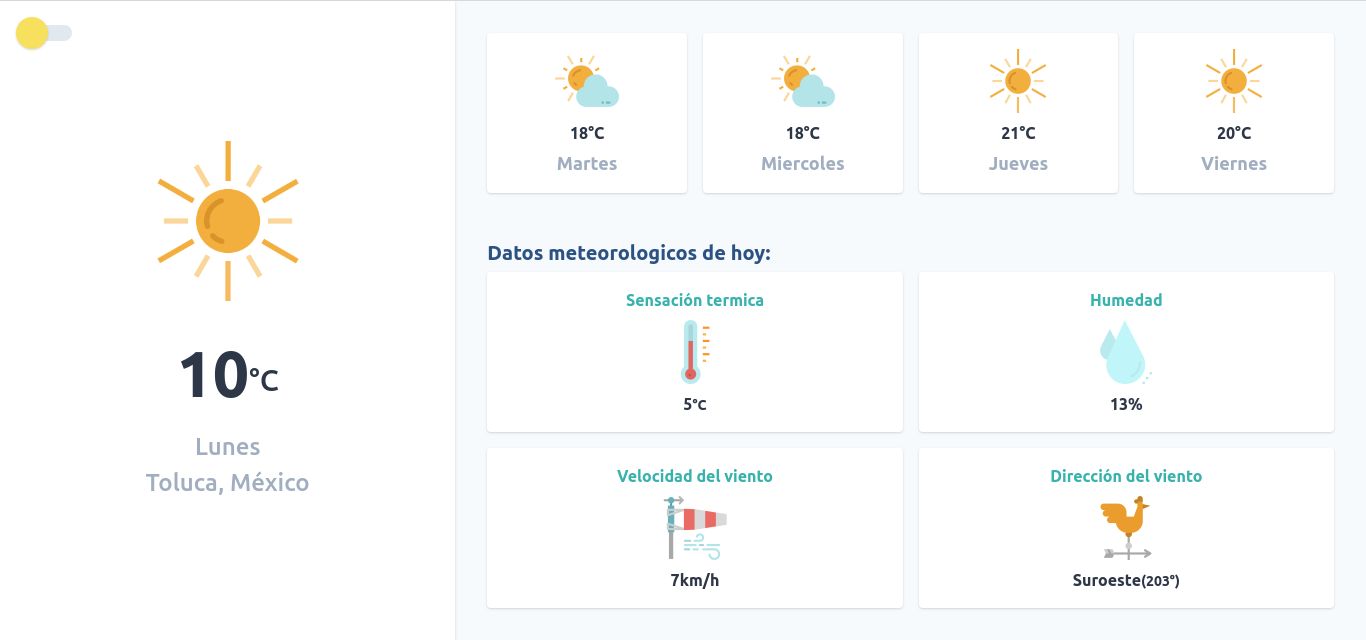 10°C
Lunes
Toluca, México
18°C
Martes
18°C
Miercoles
21°C
Jueves
20°C
Viernes
Datos meteorologicos de hoy:
Sensación termica
5°C
Humedad
13%
Velocidad del viento
7km/h
Dirección del viento
Suroeste(203°)